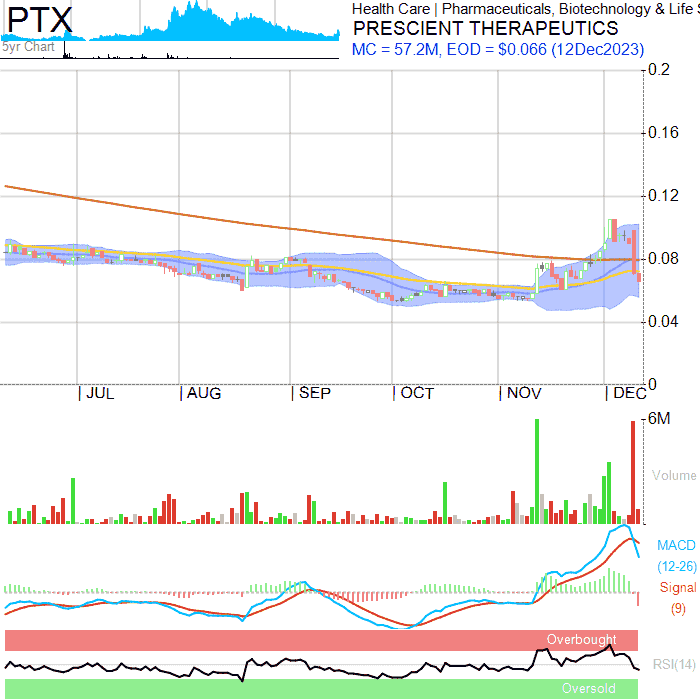 PTX
5yr Chart
Health Care | Pharmaceuticals, Biotechnology & Life S
PRESCIENT THERAPEUTICS
MC = 57.2M, EOD = $0.066 (12Dec2023)
0.2
0.16
0.12
0.08
0.04
0
JUL
AUG
SEP
OCT
NOV
DEC
6M
Volume
MACD
(12-26)
Signal
(9)
Overbought
RSI(14)
Oversold